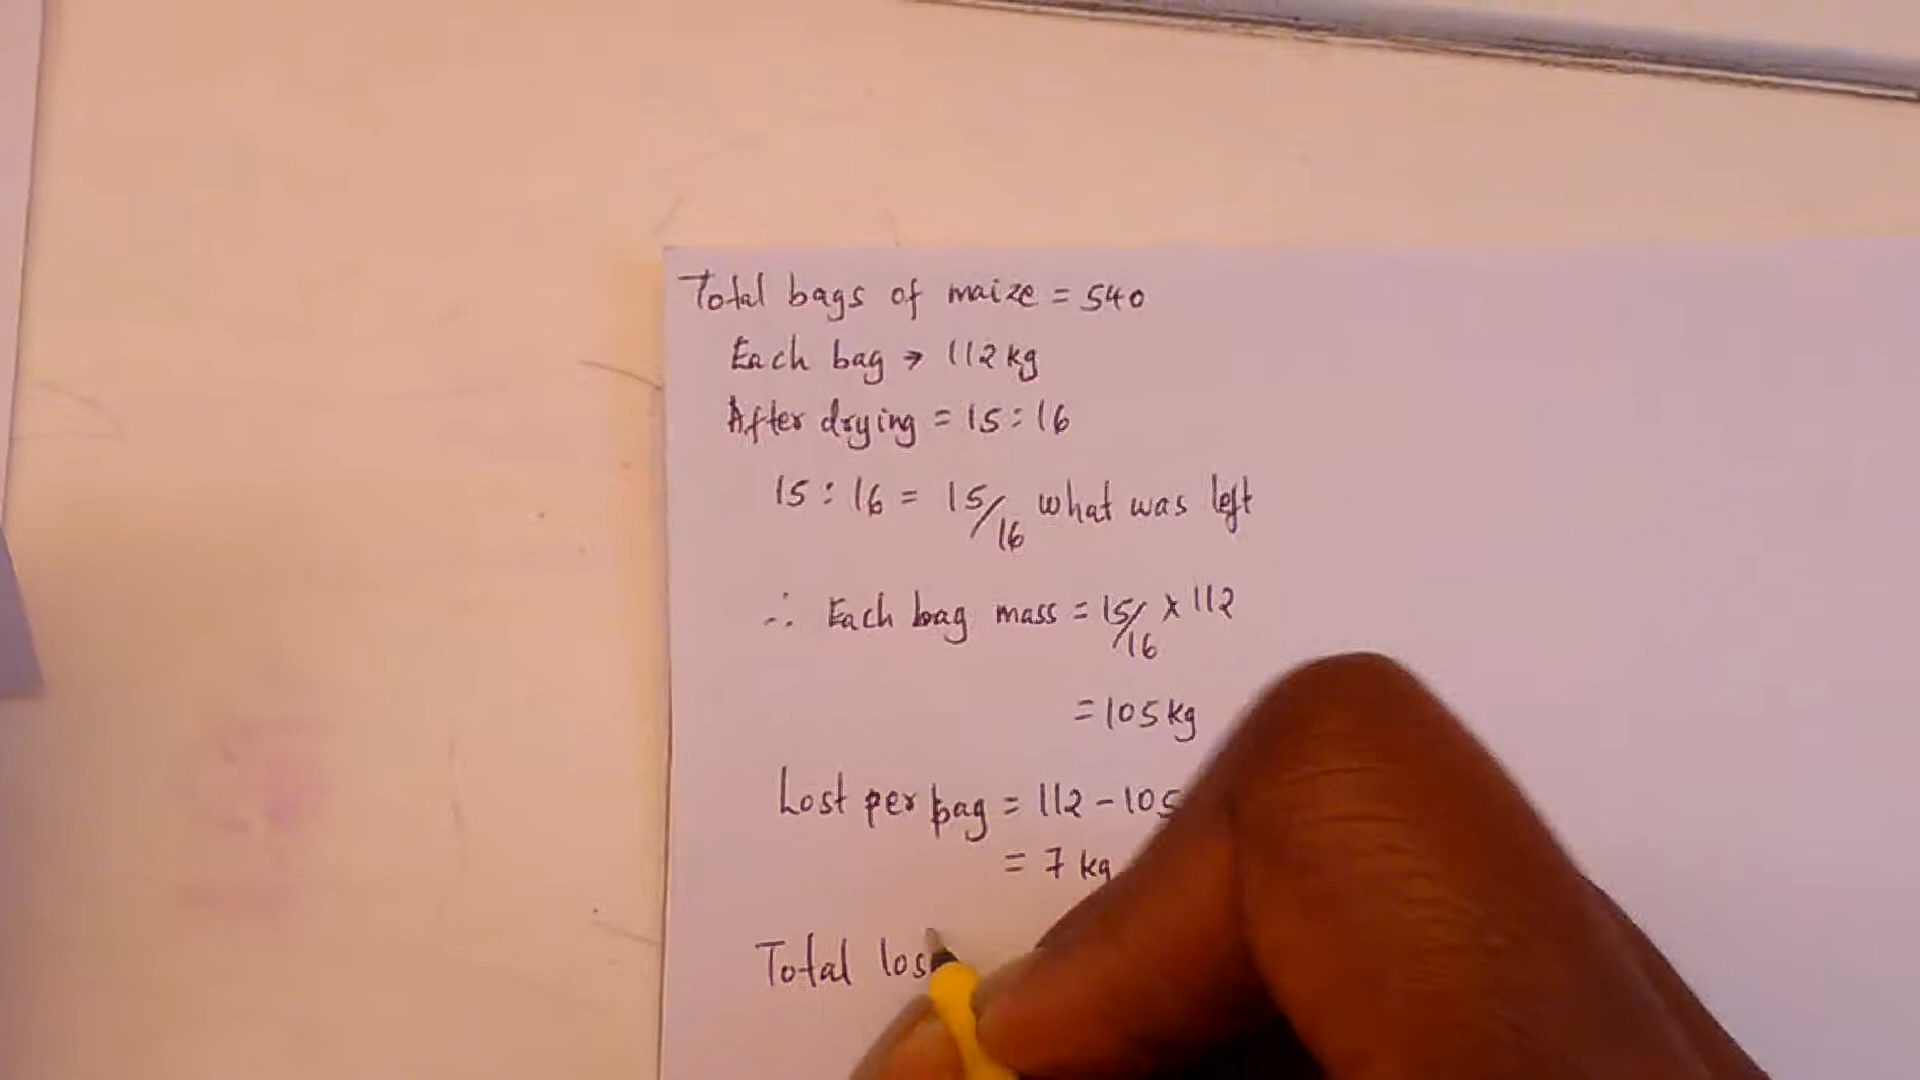 Total bags of maize = 540
Each bag → 112 kg
After drying = 15 : 16
15 : 16 = 15/16 what was left
∴ Each bag mass = 15/16 x 112
= 105 kg
Lost per bag = 112 - 105
= 7 kg
Total los